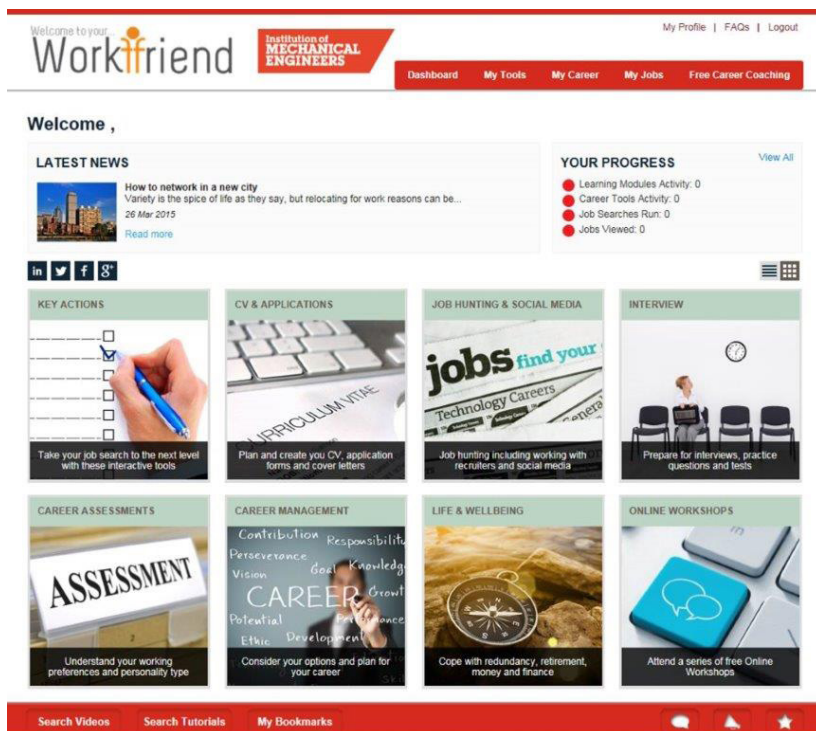 Welcome to your...
Workfriend
Institution of
MECHANICAL
ENGINEERS
My Profile | FAQs | Logout
Dashboard My Tools My Career My Jobs Free Career Coaching
Welcome ,
LATEST NEWS
How to network in a new city
Variety is the spice of life as they say, but relocating for work reasons can be...
26 Mar 2015
Read more
YOUR PROGRESS
View All
Learning Modules Activity: 0
Career Tools Activity: 0
Job Searches Run: 0
Jobs Viewed: 0
in f g+
KEY ACTIONS
Take your job search to the next level
with these interactive tools
CV & APPLICATIONS
CURRICULUM VITAE
Plan and create you CV, application
forms and cover letters
JOB HUNTING & SOCIAL MEDIA
jobs find your
Technology Careers
general
Job hunting including working with
recruiters and social media
INTERVIEW
Prepare for interviews, practice
questions and tests
CAREER ASSESSMENTS
ASSESSMENT
2
Understand your working
preferences and personality type
CAREER MANAGEMENT
Contribution Responsibility
Perseverance
Goal Knowledg
Vision
CAREER Growt
Potential Performance
Ethic Development
Skil
Consider your options and plan for
your career
LIFE & WELLBEING
Cope with redundancy, retirement,
money and finance
ONLINE WORKSHOPS
Attend a series of free Online
Workshops
Search Videos Search Tutorials My Bookmarks